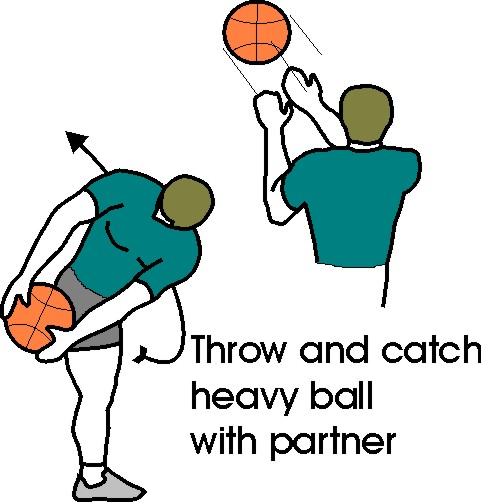 Throw and catch
heavy ball
with partner